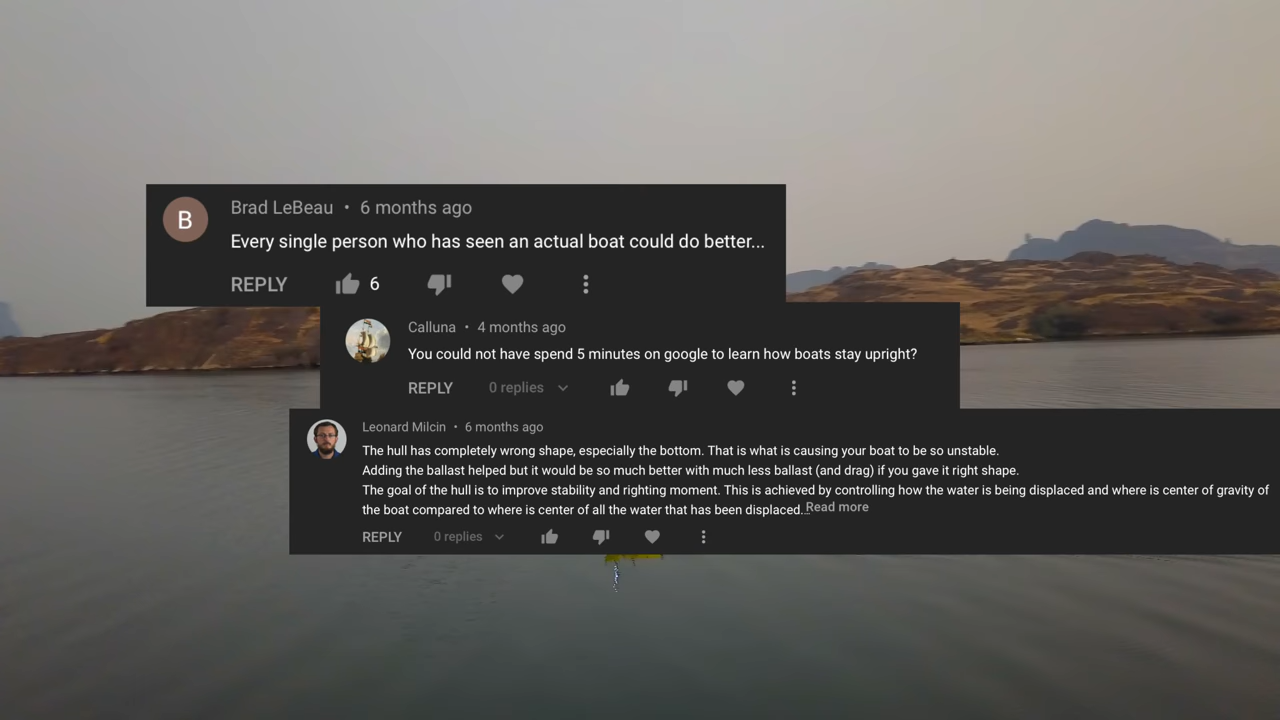 B
Brad LeBeau • 6 months ago
Every single person who has seen an actual boat could do better...
REPLY 6
Calluna • 4 months ago
You could not have spend 5 minutes on google to learn how boats stay upright?
REPLY 0 replies
Leonard Milcin • 6 months ago
The hull has completely wrong shape, especially the bottom. That is what is causing your boat to be so unstable.
Adding the ballast helped but it would be so much better with much less ballast (and drag) if you gave it right shape.
The goal of the hull is to improve stability and righting moment. This is achieved by controlling how the water is being displaced and where is center of gravity of
the boat compared to where is center of all the water that has been displaced... Read more
REPLY 0 replies